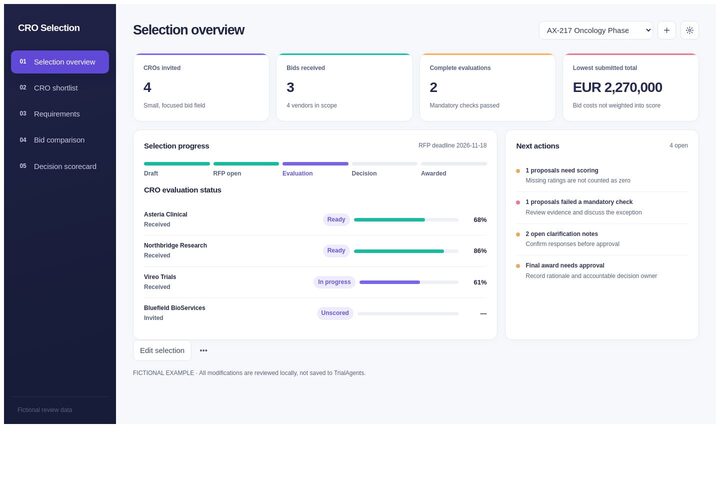 CRO Selection
01 Selection overview
02 CRO shortlist
03 Requirements
04 Bid comparison
05 Decision scorecard
Fictional review data
Selection overview
AX-217 Oncology Phase
CROs invited
4
Small, focused bid field
Bids received
3
4 vendors in scope
Complete evaluations
2
Mandatory checks passed
Lowest submitted total
EUR 2,270,000
Bid costs not weighted into score
Selection progress
RFP deadline 2026-11-18
Draft RFP open Evaluation Decision Awarded
CRO evaluation status
Asteria Clinical
Received
Ready
68%
Northbridge Research
Received
Ready
86%
Vireo Trials
Received
In progress
61%
Bluefield BioServices
Invited
Unscored
—
Next actions
4 open
1 proposals need scoring
Missing ratings are not counted as zero
1 proposals failed a mandatory check
Review evidence and discuss the exception
2 open clarification notes
Confirm responses before approval
Final award needs approval
Record rationale and accountable decision owner
Edit selection
•••
FICTIONAL EXAMPLE · All modifications are reviewed locally, not saved to TrialAgents.